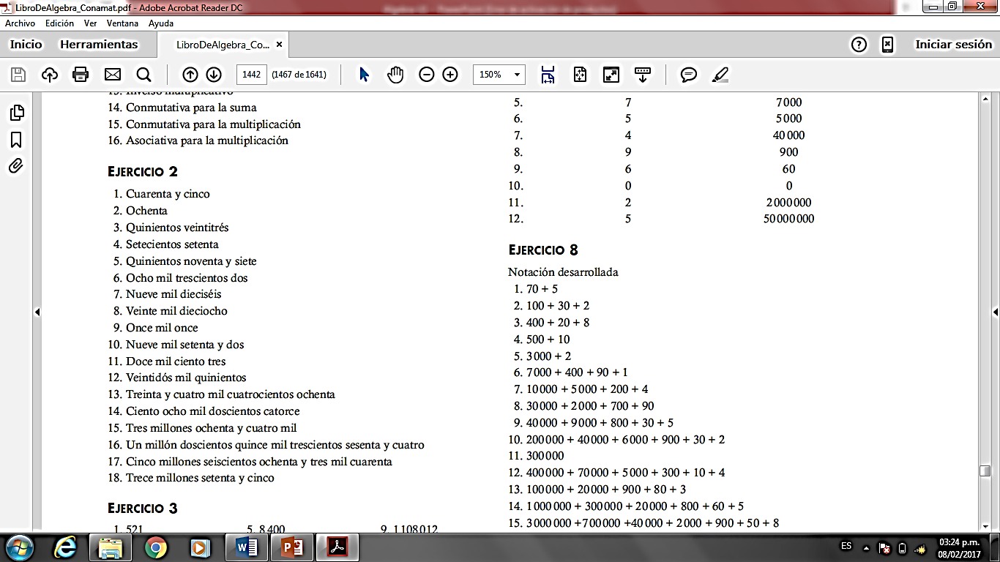 LibroDeAlgebra_Conamat.pdf - Adobe Acrobat Reader DC
Archivo Edición Ver Ventana Ayuda
Inicio Herramientas LibroDeAlgebra_Co... × Iniciar sesión
1442 (1467 de 1641) 150%
14. Conmutativa para la suma
15. Conmutativa para la multiplicación
16. Asociativa para la multiplicación
EJERCICIO 2
1. Cuarenta y cinco
2. Ochenta
3. Quinientos veintitrés
4. Setecientos setenta
5. Quinientos noventa y siete
6. Ocho mil trescientos dos
7. Nueve mil dieciséis
8. Veinte mil dieciocho
9. Once mil once
10. Nueve mil setenta y dos
11. Doce mil ciento tres
12. Veintidós mil quinientos
13. Treinta y cuatro mil cuatrocientos ochenta
14. Ciento ocho mil doscientos catorce
15. Tres millones ochenta y cuatro mil
16. Un millón doscientos quince mil trescientos sesenta y cuatro
17. Cinco millones seiscientos ochenta y tres mil cuarenta
18. Trece millones setenta y cinco
EJERCICIO 3
1. 521 5. 8 400 9. 1 108 012
5. 7 7 000
6. 5 5 000
7. 4 40 000
8. 9 900
9. 6 60
10. 0 0
11. 2 2 000 000
12. 5 50 000 000
EJERCICIO 8
Notación desarrollada
1. 70 + 5
2. 100 + 30 + 2
3. 400 + 20 + 8
4. 500 + 10
5. 3 000 + 2
6. 7 000 + 400 + 90 + 1
7. 10 000 + 5 000 + 200 + 4
8. 30 000 + 2 000 + 700 + 90
9. 40 000 + 9 000 + 800 + 30 + 5
10. 200 000 + 40 000 + 6 000 + 900 + 30 + 2
11. 300 000
12. 400 000 + 70 000 + 5 000 + 300 + 10 + 4
13. 100 000 + 20 000 + 900 + 80 + 3
14. 1 000 000 + 300 000 + 20 000 + 800 + 60 + 5
15. 3 000 000 +700 000 +40 000 + 2 000 + 900 + 50 + 8
ES 03:24 p.m.
08/02/2017